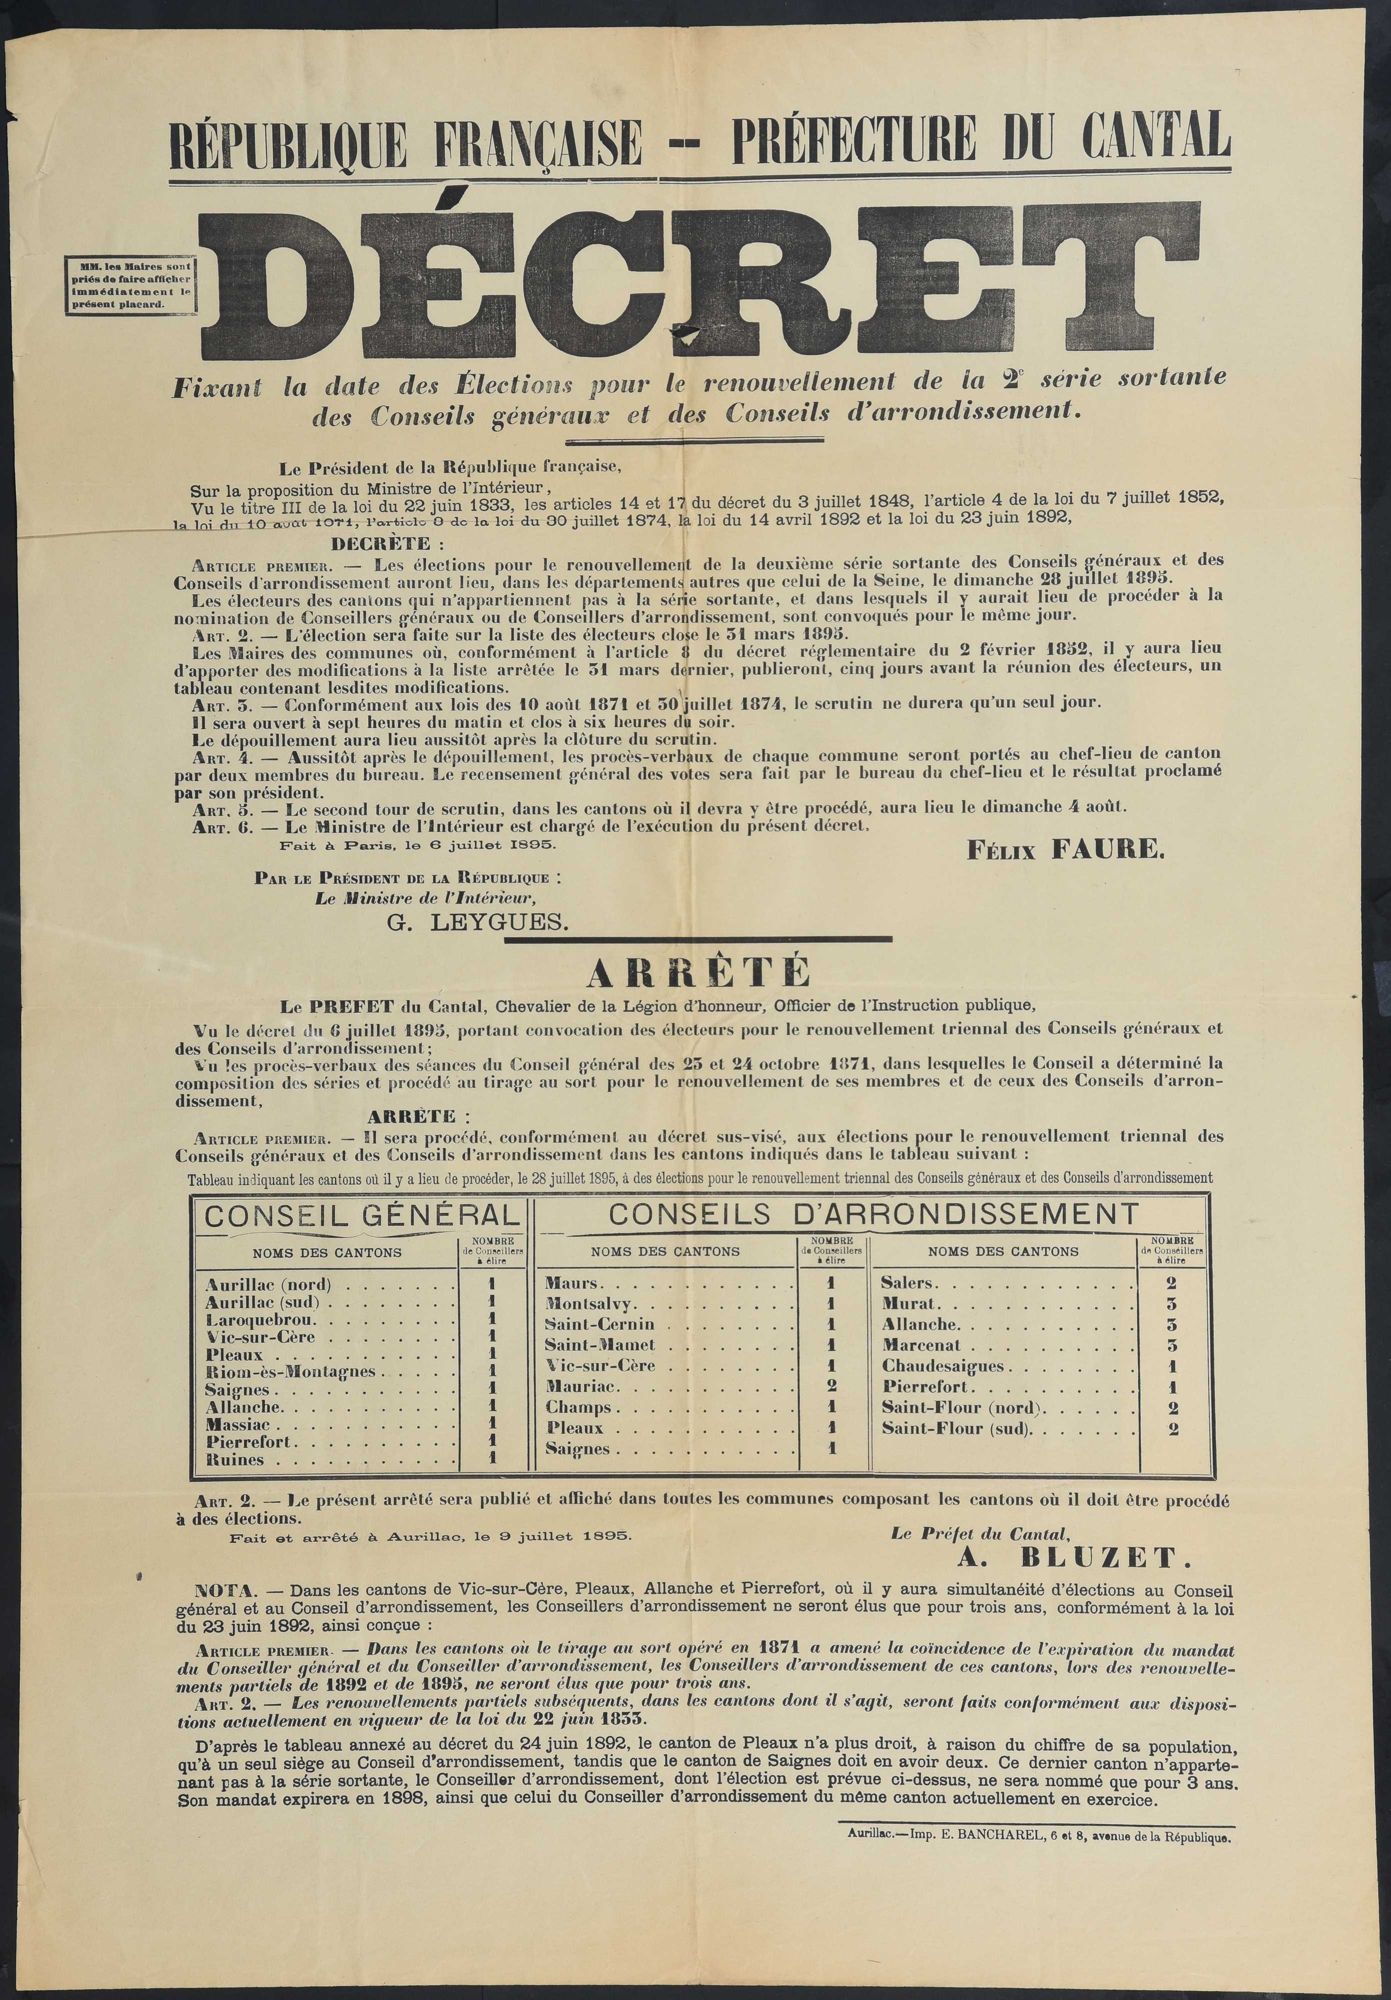 RÉPUBLIQUE FRANÇAISE -- PRÉFECTURE DU CANTAL
DÉCRET
MM. les Maires sont
priés de faire afficher
immédiatement le
présent placard.
Fixant la date des Élections pour le renouvellement de la 2e série sortante
des Conseils généraux et des Conseils d'arrondissement.
Le Président de la République française,
Sur la proposition du Ministre de l'Intérieur,
Vu le titre III de la loi du 22 juin 1833, les articles 14 et 17 du décret du 3 juillet 1848, l'article 4 de la loi du 7 juillet 1852,
la loi du 10 août 1871, l'article 8 de la loi du 30 juillet 1874, la loi du 14 avril 1892 et la loi du 23 juin 1892,
DECRÈTE :
ARTICLE PREMIER. — Les élections pour le renouvellement de la deuxième série sortante des Conseils généraux et des
Conseils d'arrondissement auront lieu, dans les départements autres que celui de la Seine, le dimanche 28 juillet 1895.
Les électeurs des cantons qui n'appartiennent pas à la série sortante, et dans lesquels il y aurait lieu de procéder à la
nomination de Conseillers généraux ou de Conseillers d'arrondissement, sont convoqués pour le même jour.
ART. 2. — L'élection sera faite sur la liste des électeurs close le 31 mars 1895.
Les Maires des communes où, conformément à l'article 8 du décret réglementaire du 2 février 1852, il y aura lieu
d'apporter des modifications à la liste arrêtée le 31 mars dernier, publieront, cinq jours avant la réunion des électeurs, un
tableau contenant lesdites modifications.
ART. 3. — Conformément aux lois des 10 août 1871 et 30 juillet 1874, le scrutin ne durera qu'un seul jour.
Il sera ouvert à sept heures du matin et clos à six heures du soir.
Le dépouillement aura lieu aussitôt après la clôture du scrutin.
ART. 4. — Aussitôt après le dépouillement, les procès-verbaux de chaque commune seront portés au chef-lieu de canton
par deux membres du bureau. Le recensement général des votes sera fait par le bureau du chef-lieu et le résultat proclamé
par son président.
ART. 5. — Le second tour de scrutin, dans les cantons où il devra y être procédé, aura lieu le dimanche 4 août.
ART. 6. — Le Ministre de l'Intérieur est chargé de l'exécution du présent décret.
Fait à Paris, le 6 juillet 1895.
FÉLIX FAURE.
PAR LE PRÉSIDENT DE LA RÉPUBLIQUE :
Le Ministre de l'Intérieur,
G. LEYGUES.
ARRÊTÉ
Le PREFET du Cantal, Chevalier de la Légion d'honneur, Officier de l'Instruction publique,
Vu le décret du 6 juillet 1895, portant convocation des électeurs pour le renouvellement triennal des Conseils généraux et
des Conseils d'arrondissement;
Vu les procès-verbaux des séances du Conseil général des 23 et 24 octobre 1871, dans lesquelles le Conseil a déterminé la
composition des séries et procédé au tirage au sort pour le renouvellement de ses membres et de ceux des Conseils d'arron-
dissement,
ARRÊTE :
ARTICLE PREMIER. — Il sera procédé, conformément au décret sus-visé, aux élections pour le renouvellement triennal des
Conseils généraux et des Conseils d'arrondissement dans les cantons indiqués dans le tableau suivant :
Tableau indiquant les cantons où il y a lieu de procéder, le 28 juillet 1895, à des élections pour le renouvellement triennal des Conseils généraux et des Conseils d'arrondissement
CONSEIL GÉNÉRAL
NOMS DES CANTONS
NOMBRE
de Conseillers
à élire
Aurillac (nord) . . . . . . . 1
Aurillac (sud) . . . . . . . . 1
Laroquebrou. . . . . . . . . 1
Vic-sur-Cère . . . . . . . . 1
Pleaux . . . . . . . . . . . 1
Riom-ès-Montagnes . . . . . 1
Saignes . . . . . . . . . . . 1
Allanche. . . . . . . . . . . 1
Massiac . . . . . . . . . . . 1
Pierrefort. . . . . . . . . . 1
Ruines . . . . . . . . . . . 1
CONSEILS D'ARRONDISSEMENT
NOMS DES CANTONS
NOMBRE
de Conseillers
à élire
Maurs. . . . . . . . . . . . 1
Montsalvy. . . . . . . . . . 1
Saint-Cernin . . . . . . . . 1
Saint-Mamet . . . . . . . . 1
Vic-sur-Cère . . . . . . . . 1
Mauriac. . . . . . . . . . . 2
Champs . . . . . . . . . . . 1
Pleaux . . . . . . . . . . . 1
Saignes . . . . . . . . . . . 1
NOMS DES CANTONS
NOMBRE
de Conseillers
à élire
Salers. . . . . . . . . . . . 2
Murat. . . . . . . . . . . . 3
Allanche. . . . . . . . . . . 3
Marcenat . . . . . . . . . . 3
Chaudesaigues. . . . . . . . 1
Pierrefort. . . . . . . . . . 1
Saint-Flour (nord). . . . . . 2
Saint-Flour (sud). . . . . . . 2
ART. 2. — Le présent arrêté sera publié et affiché dans toutes les communes composant les cantons où il doit être procédé
à des élections.
Fait et arrêté à Aurillac, le 9 juillet 1895.
Le Préfet du Cantal,
A. BLUZET.
NOTA. — Dans les cantons de Vic-sur-Cère, Pleaux, Allanche et Pierrefort, où il y aura simultanéité d'élections au Conseil
général et au Conseil d'arrondissement, les Conseillers d'arrondissement ne seront élus que pour trois ans, conformément à la loi
du 23 juin 1892, ainsi conçue :
ARTICLE PREMIER. — Dans les cantons où le tirage au sort opéré en 1871 a amené la coïncidence de l'expiration du mandat
du Conseiller général et du Conseiller d'arrondissement, les Conseillers d'arrondissement de ces cantons, lors des renouvelle-
ments partiels de 1892 et de 1895, ne seront élus que pour trois ans.
ART. 2. — Les renouvellements partiels subséquents, dans les cantons dont il s'agit, seront faits conformément aux disposi-
tions actuellement en vigueur de la loi du 22 juin 1833.
D'après le tableau annexé au décret du 24 juin 1892, le canton de Pleaux n'a plus droit, à raison du chiffre de sa population,
qu'à un seul siège au Conseil d'arrondissement, tandis que le canton de Saignes doit en avoir deux. Ce dernier canton n'apparte-
nant pas à la série sortante, le Conseiller d'arrondissement, dont l'élection est prévue ci-dessus, ne sera nommé que pour 3 ans.
Son mandat expirera en 1898, ainsi que celui du Conseiller d'arrondissement du même canton actuellement en exercice.
Aurillac.—Imp. E. BANCHAREL, 6 et 8, avenue de la République.